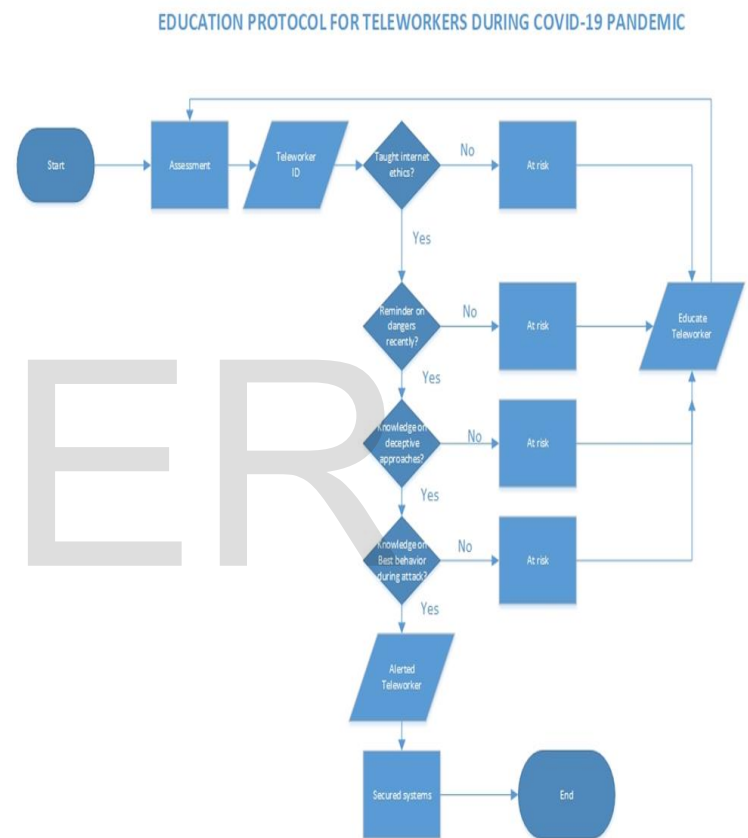 EDUCATION PROTOCOL FOR TELEWORKERS DURING COVID-19 PANDEMIC
Start
Assessment
Teleworker
ID
Taught internet
ethics?
No
At risk
Yes
Reminder on
dangers
recently?
No
At risk
Educate
Teleworker
Yes
Knowledge on
deceptive
approaches?
No
At risk
Yes
Knowledge on
Best behavior
during attack?
No
At risk
Yes
Alerted
Teleworker
Secured systems
End
ER